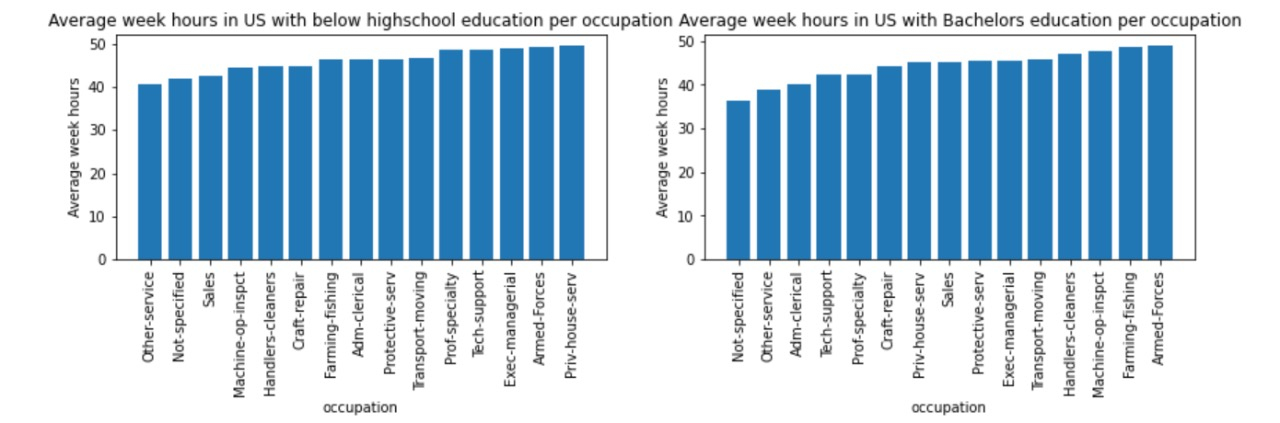 Average week hours in US with below highschool education per occupation
50
40
30
20
10
0
Average week hours
Other-service
Not-specified
Sales
Machine-op-inspct
Handlers-cleaners
Craft-repair
Farming-fishing
Adm-clerical
Protective-serv
Transport-moving
Prof-specialty
Tech-support
Exec-managerial
Armed-Forces
Priv-house-serv
occupation
Average week hours in US with Bachelors education per occupation
50
40
30
20
10
0
Average week hours
Not-specified
Other-service
Adm-clerical
Tech-support
Prof-specialty
Craft-repair
Priv-house-serv
Sales
Protective-serv
Exec-managerial
Transport-moving
Handlers-cleaners
Machine-op-inspct
Farming-fishing
Armed-Forces
occupation